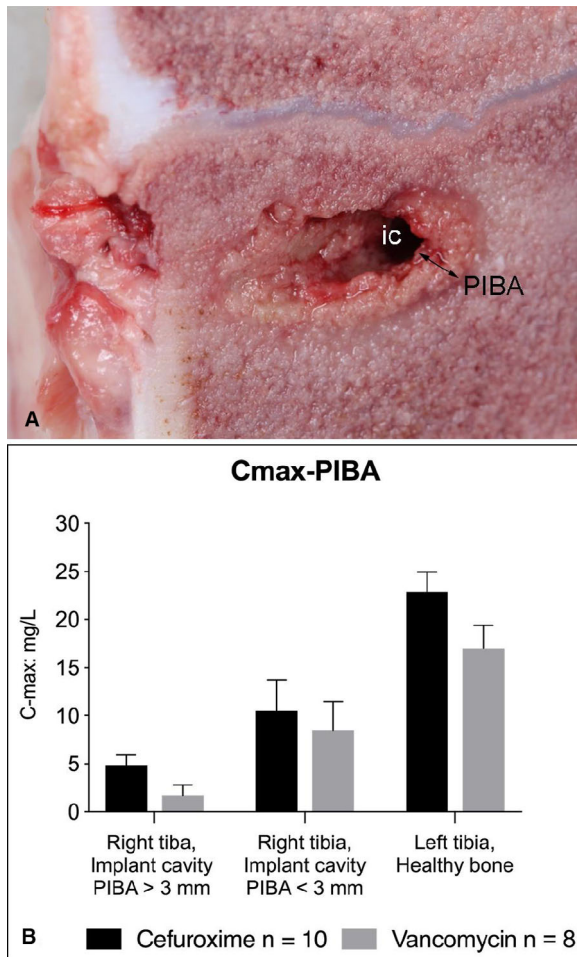 ic
PIBA
A
Cmax-PIBA
C-max: mg/L
30
25
20
15
10
5
0
Right tiba,
Implant cavity
PIBA > 3 mm
Right tibia,
Implant cavity
PIBA < 3 mm
Left tibia,
Healthy bone
B Cefuroxime n = 10 Vancomycin n = 8